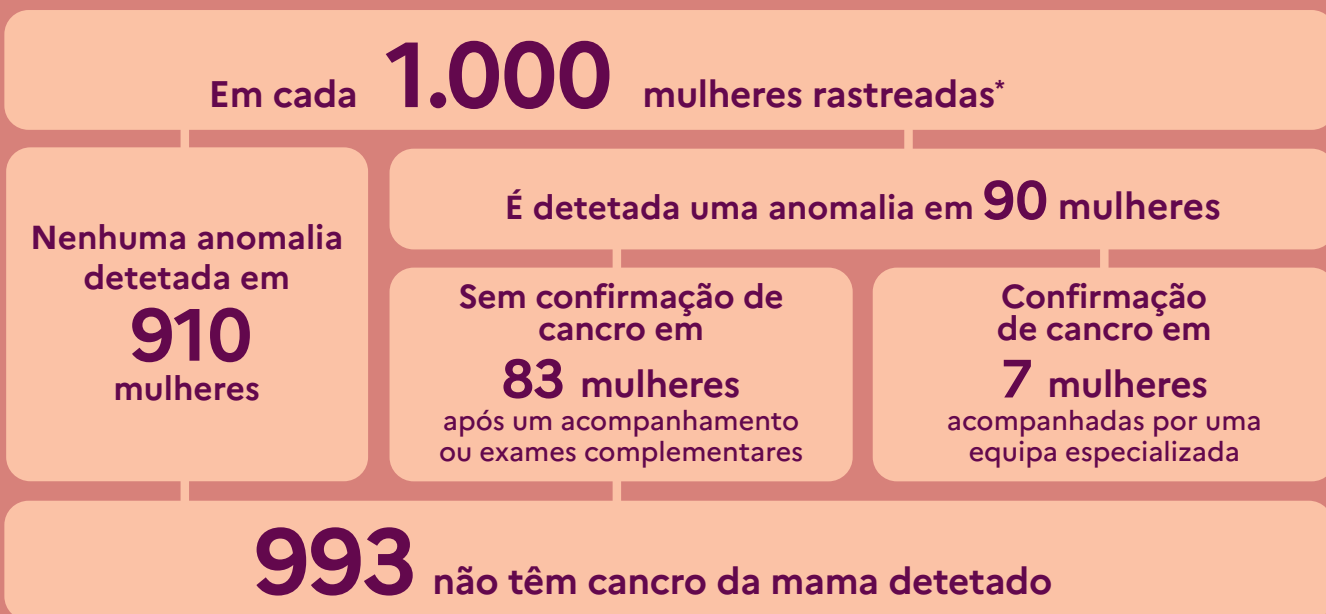 Em cada 1.000 mulheres rastreadas*
Nenhuma anomalia
detetada em
910
mulheres
É detetada uma anomalia em 90 mulheres
Sem confirmação de
cancro em
83 mulheres
após um acompanhamento
ou exames complementares
Confirmação
de cancro em
7 mulheres
acompanhadas por uma
equipa especializada
993 não têm cancro da mama detetado